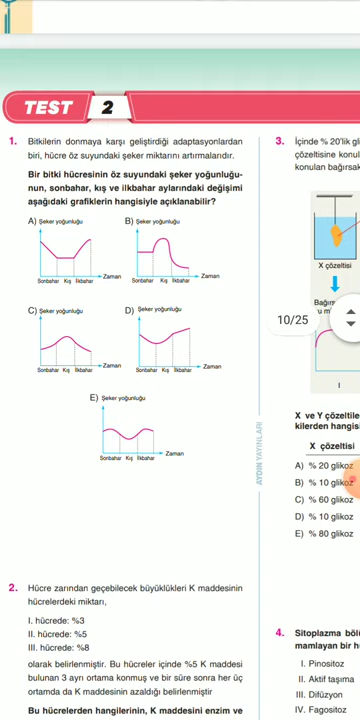 TEST 2
1. Bitkilerin donmaya karşı geliştirdiği adaptasyonlardan
biri, hücre öz suyundaki şeker miktarını artırmalarıdır.
Bir bitki hücresinin öz suyundaki şeker yoğunluğu-
nun, sonbahar, kış ve ilkbahar aylarındaki değişimi
aşağıdaki grafiklerin hangisiyle açıklanabilir?
A) Şeker yoğunluğu
Zaman
Sonbahar Kış İlkbahar
B) Şeker yoğunluğu
Zaman
Sonbahar Kış İlkbahar
C) Şeker yoğunluğu
Zaman
Sonbahar Kış İlkbahar
D) Şeker yoğunluğu
Zaman
Sonbahar Kış İlkbahar
E) Şeker yoğunluğu
Zaman
Sonbahar Kış İlkbahar
2. Hücre zarından geçebilecek büyüklükleri K maddesinin
hücrelerdeki miktarı,
I. hücrede: %3
II. hücrede: %5
III. hücrede: %8
olarak belirlenmiştir. Bu hücreler içinde %5 K maddesi
bulunan 3 ayrı ortama konmuş ve bir süre sonra her üç
ortamda da K maddesinin azaldığı belirlenmiştir
Bu hücrelerden hangilerinin, K maddesini enzim ve
AYDIN YAYINLARI
3. İçinde % 20'lik gli
çözeltisine konul
konulan bağırsak
X çözeltisi
10/25
I
X ve Y çözeltile
kilerden hangis
X çözeltisi
A) % 20 glikoz
B) % 10 glikoz
C) % 60 glikoz
D) % 10 glikoz
E) % 80 glikoz
4. Sitoplazma böl
mamlayan bir h
I. Pinositoz
II. Aktif taşıma
III. Difüzyon
IV. Fagositoz